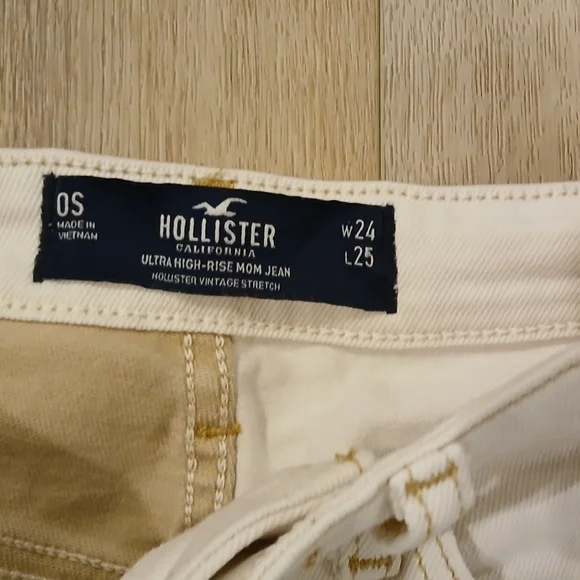 0S
MADE IN
VIETNAM
HOLLISTER
CALIFORNIA
ULTRA HIGH-RISE MOM JEAN
HOLLISTER VINTAGE STRETCH
W24
L25